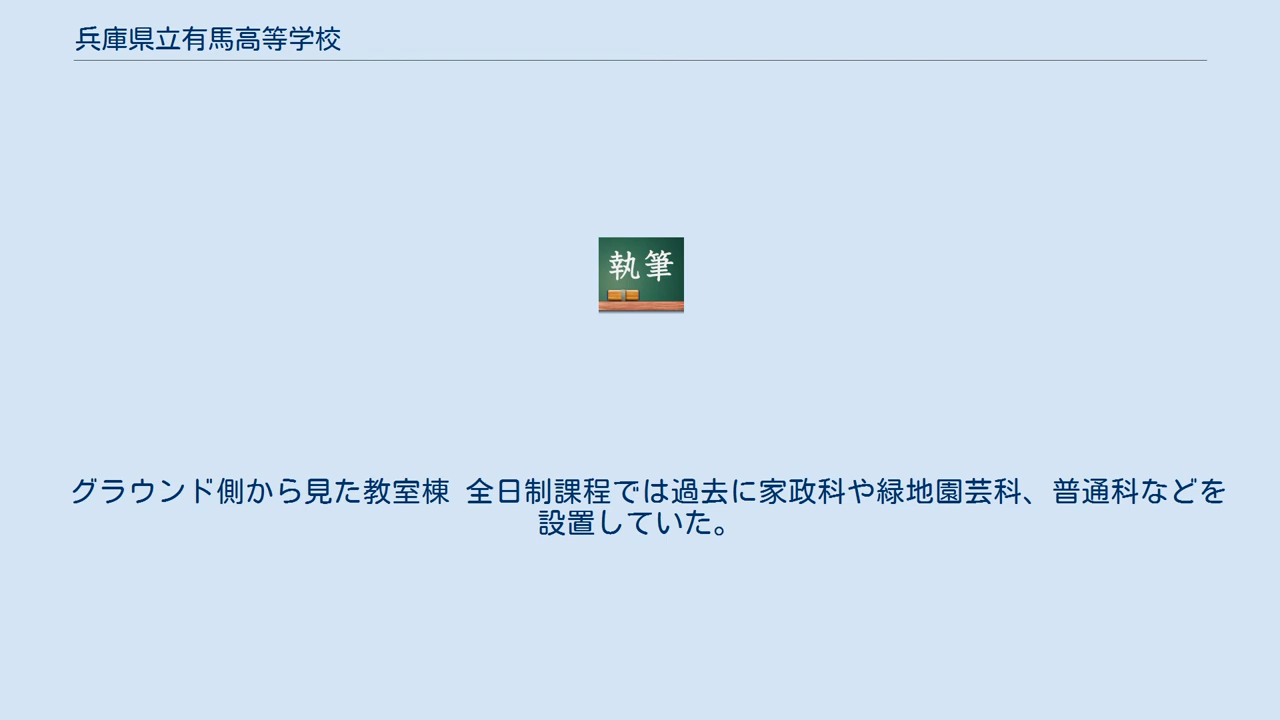 兵庫県立有馬高等学校
執筆
グラウンド側から見た教室棟 全日制課程では過去に家政科や緑地園芸科、普通科などを
設置していた。